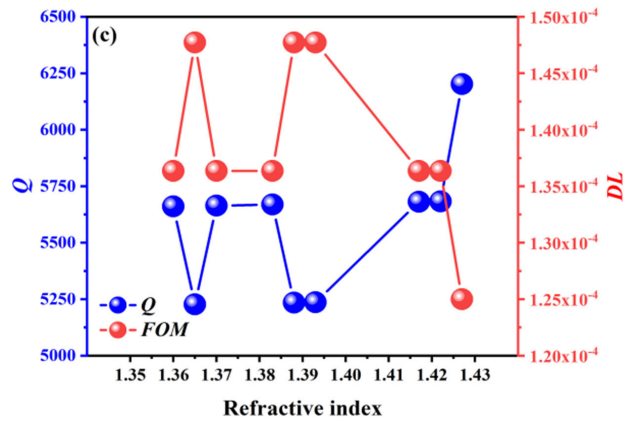 (c)
6500
6250
6000
5750
5500
5250
5000
Q
1.50x10⁻⁴
1.45x10⁻⁴
1.40x10⁻⁴
1.35x10⁻⁴
1.30x10⁻⁴
1.25x10⁻⁴
1.20x10⁻⁴
DL
Q
FOM
1.35 1.36 1.37 1.38 1.39 1.40 1.41 1.42 1.43
Refractive index